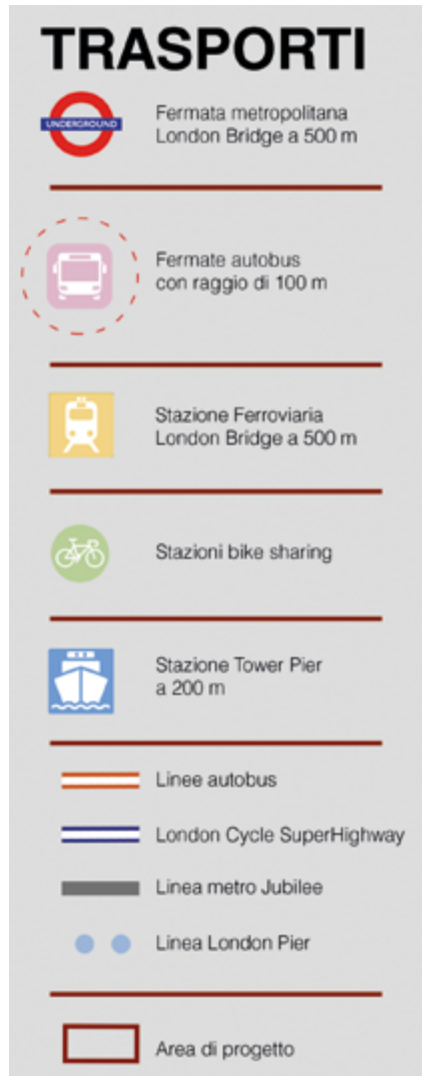 TRASPORTI
UNDERGROUND
Fermata metropolitana
London Bridge a 500 m
Fermate autobus
con raggio di 100 m
Stazione Ferroviaria
London Bridge a 500 m
Stazioni bike sharing
Stazione Tower Pier
a 200 m
Linee autobus
London Cycle SuperHighway
Linea metro Jubilee
Linea London Pier
Area di progetto